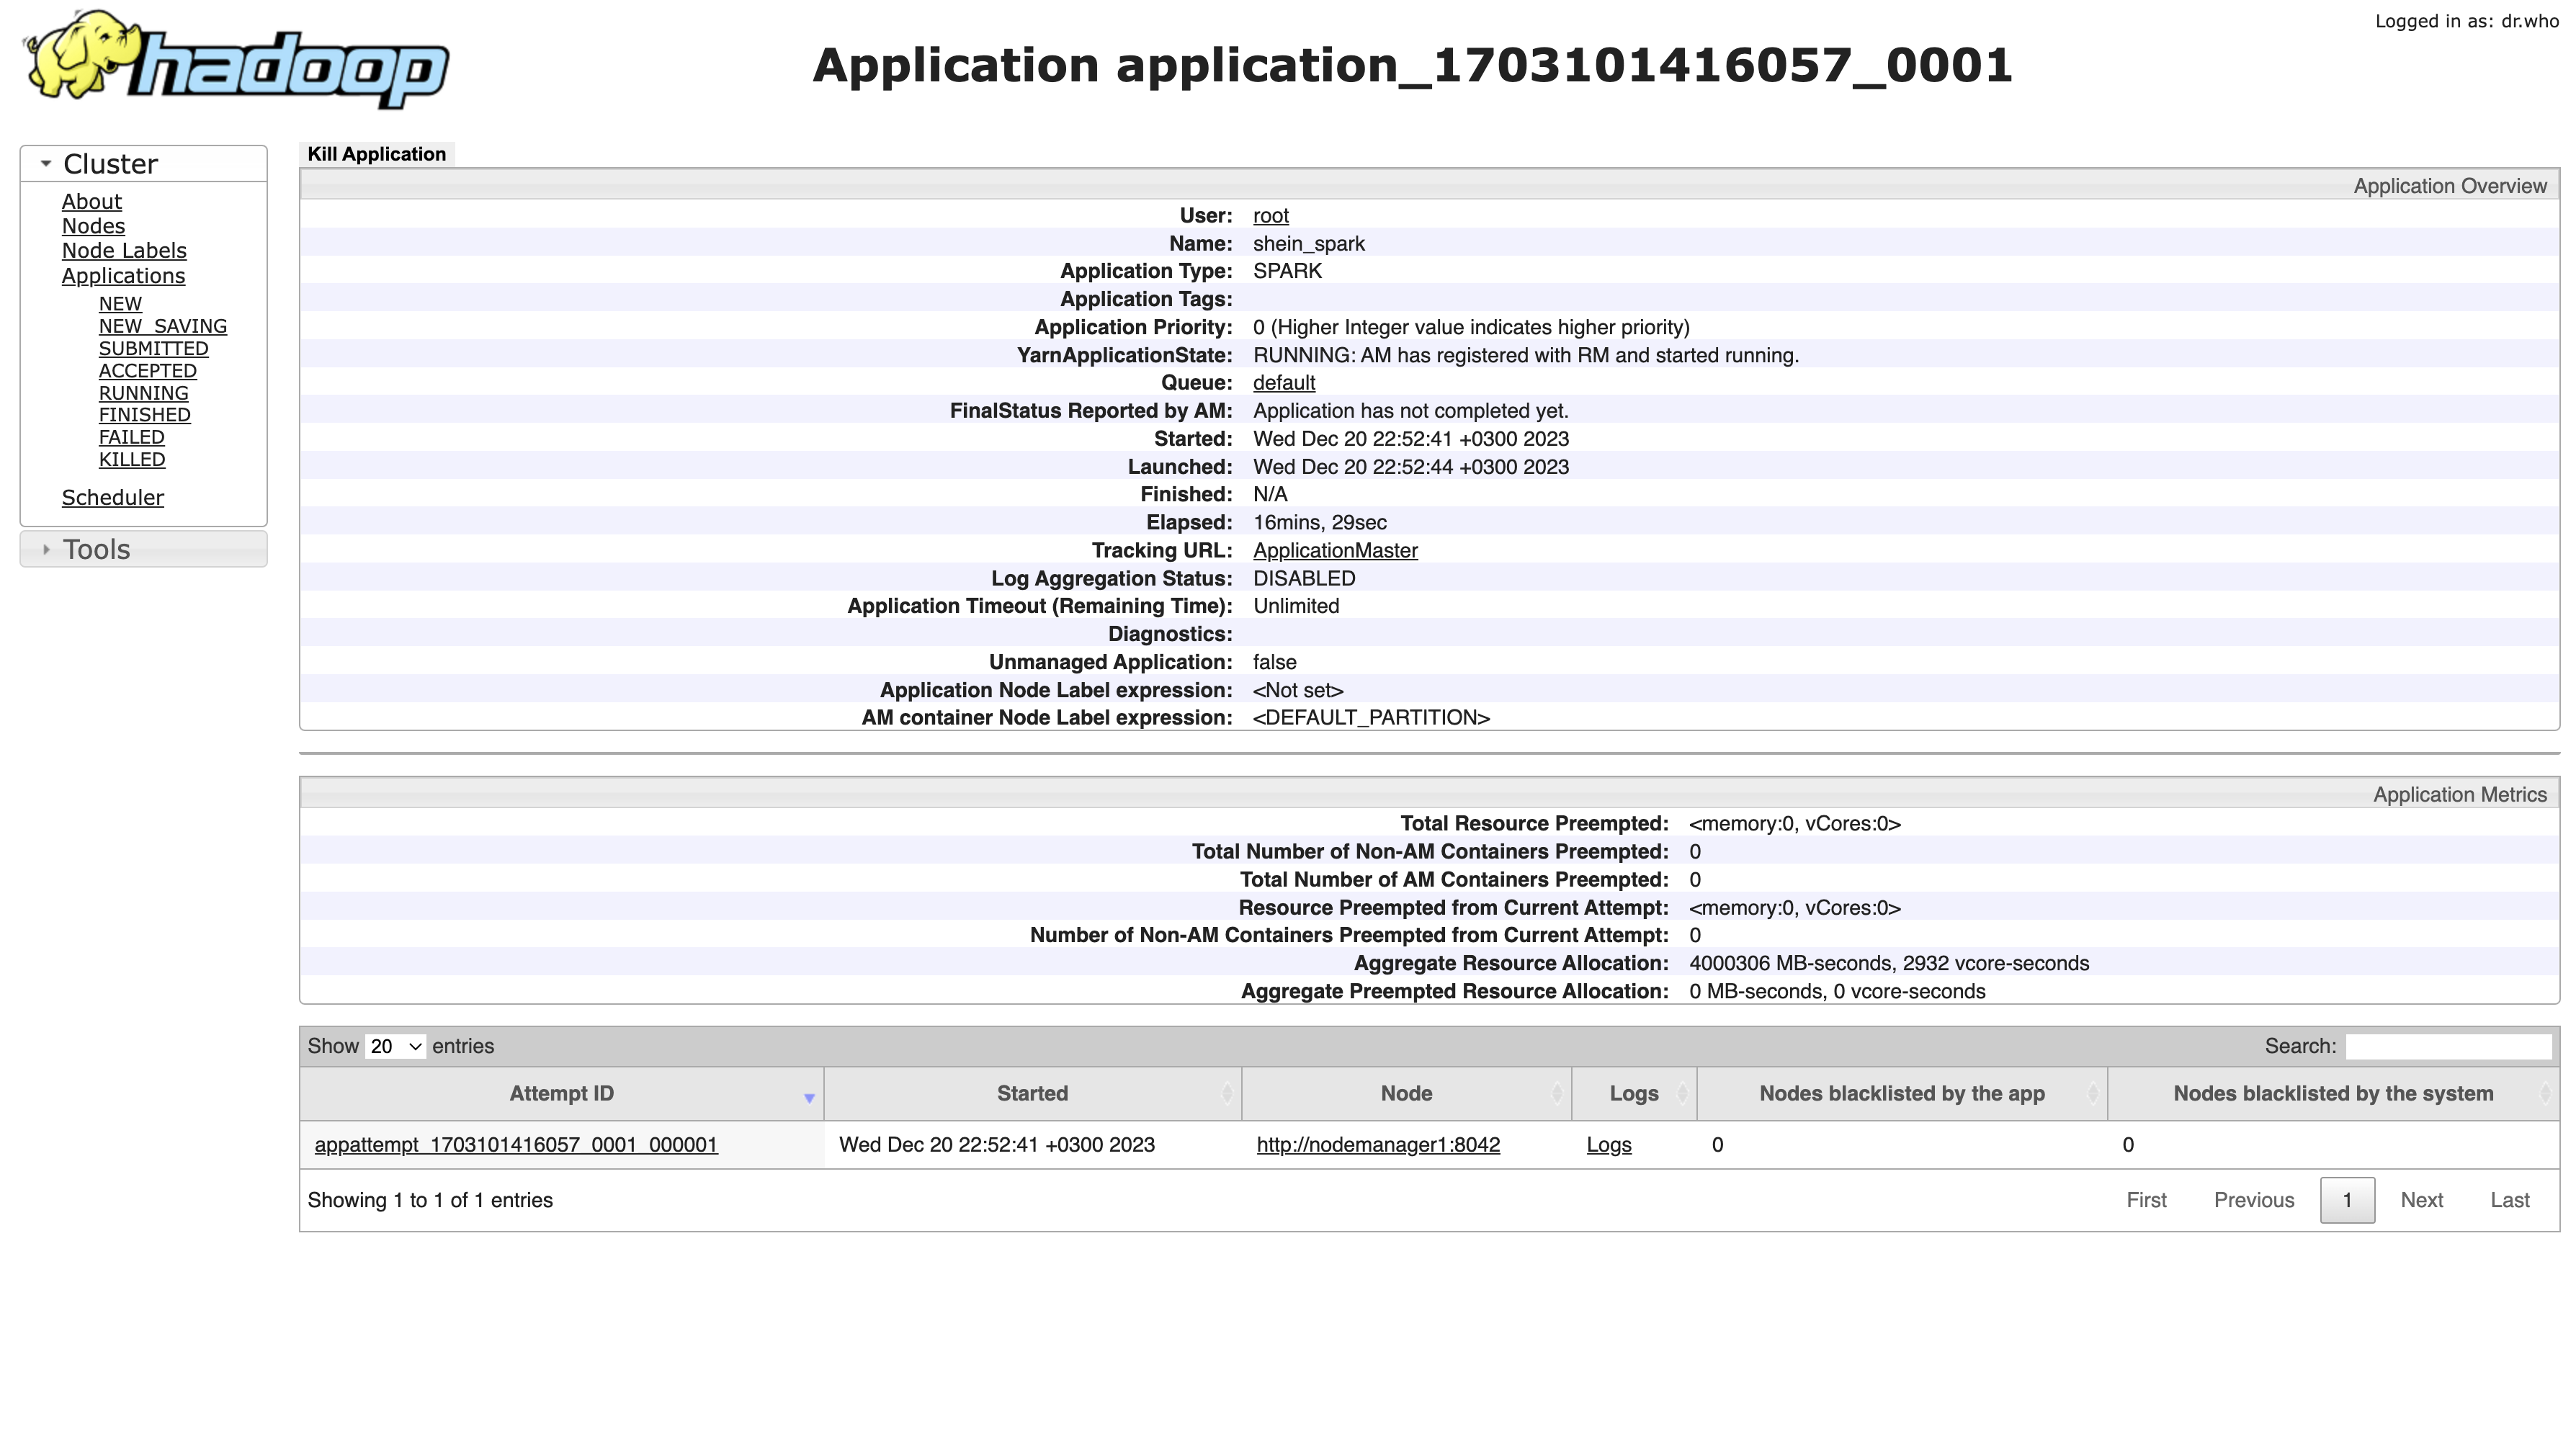 hadoop
Logged in as: dr.who
Application application_1703101416057_0001
Cluster
About
Nodes
Node Labels
Applications
NEW
NEW_SAVING
SUBMITTED
ACCEPTED
RUNNING
FINISHED
FAILED
KILLED
Scheduler
Tools
Kill Application
Application Overview
User: root
Name: shein_spark
Application Type: SPARK
Application Tags:
Application Priority: 0 (Higher Integer value indicates higher priority)
YarnApplicationState: RUNNING: AM has registered with RM and started running.
Queue: default
FinalStatus Reported by AM: Application has not completed yet.
Started: Wed Dec 20 22:52:41 +0300 2023
Launched: Wed Dec 20 22:52:44 +0300 2023
Finished: N/A
Elapsed: 16mins, 29sec
Tracking URL: ApplicationMaster
Log Aggregation Status: DISABLED
Application Timeout (Remaining Time): Unlimited
Diagnostics:
Unmanaged Application: false
Application Node Label expression: <Not set>
AM container Node Label expression: <DEFAULT_PARTITION>
Application Metrics
Total Resource Preempted: <memory:0, vCores:0>
Total Number of Non-AM Containers Preempted: 0
Total Number of AM Containers Preempted: 0
Resource Preempted from Current Attempt: <memory:0, vCores:0>
Number of Non-AM Containers Preempted from Current Attempt: 0
Aggregate Resource Allocation: 4000306 MB-seconds, 2932 vcore-seconds
Aggregate Preempted Resource Allocation: 0 MB-seconds, 0 vcore-seconds
Show 20 entries Search:
Attempt ID Started Node Logs Nodes blacklisted by the app Nodes blacklisted by the system
appattempt_1703101416057_0001_000001 Wed Dec 20 22:52:41 +0300 2023 http://nodemanager1:8042 Logs 0 0
Showing 1 to 1 of 1 entries First Previous 1 Next Last